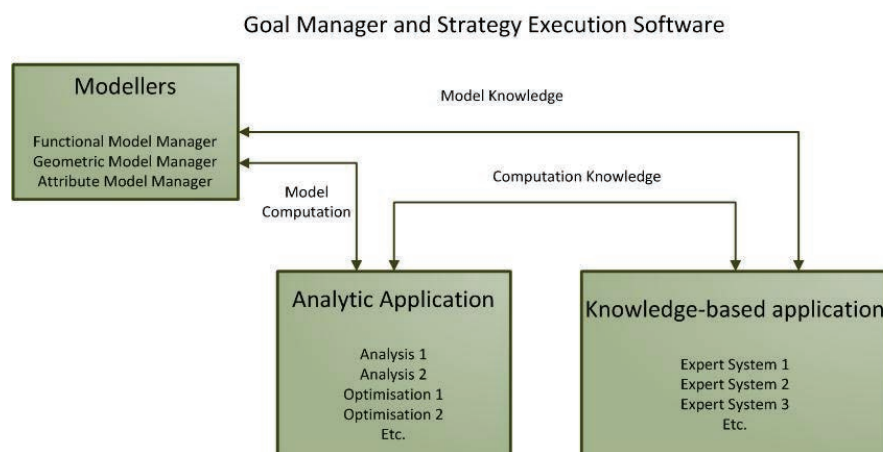 Goal Manager and Strategy Execution Software
Modellers
Functional Model Manager
Geometric Model Manager
Attribute Model Manager
Model Knowledge
Model
Computation
Computation Knowledge
Analytic Application
Analysis 1
Analysis 2
Optimisation 1
Optimisation 2
Etc.
Knowledge-based application
Expert System 1
Expert System 2
Expert System 3
Etc.